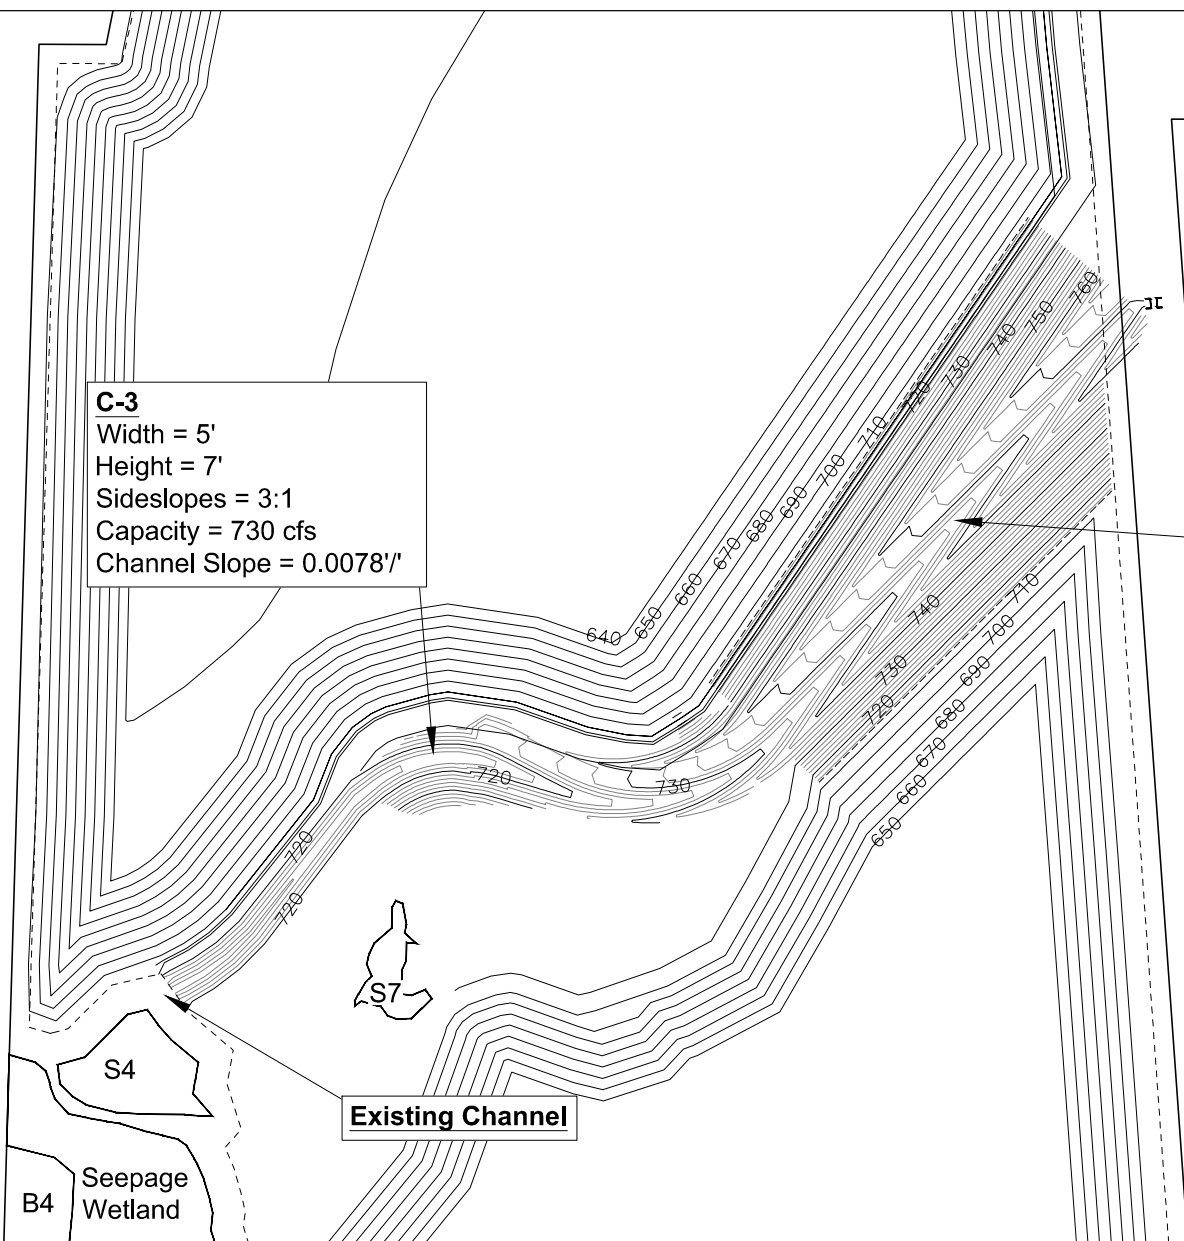 760
750
740
730
720
710
700
690
680
670
660
650
640
C-3
Width = 5'
Height = 7'
Sideslopes = 3:1
Capacity = 730 cfs
Channel Slope = 0.0078'/'
710
700
690
680
670
660
650
740
730
720
730
720
720
720
S7
S4
Existing Channel
Seepage
Wetland
B4